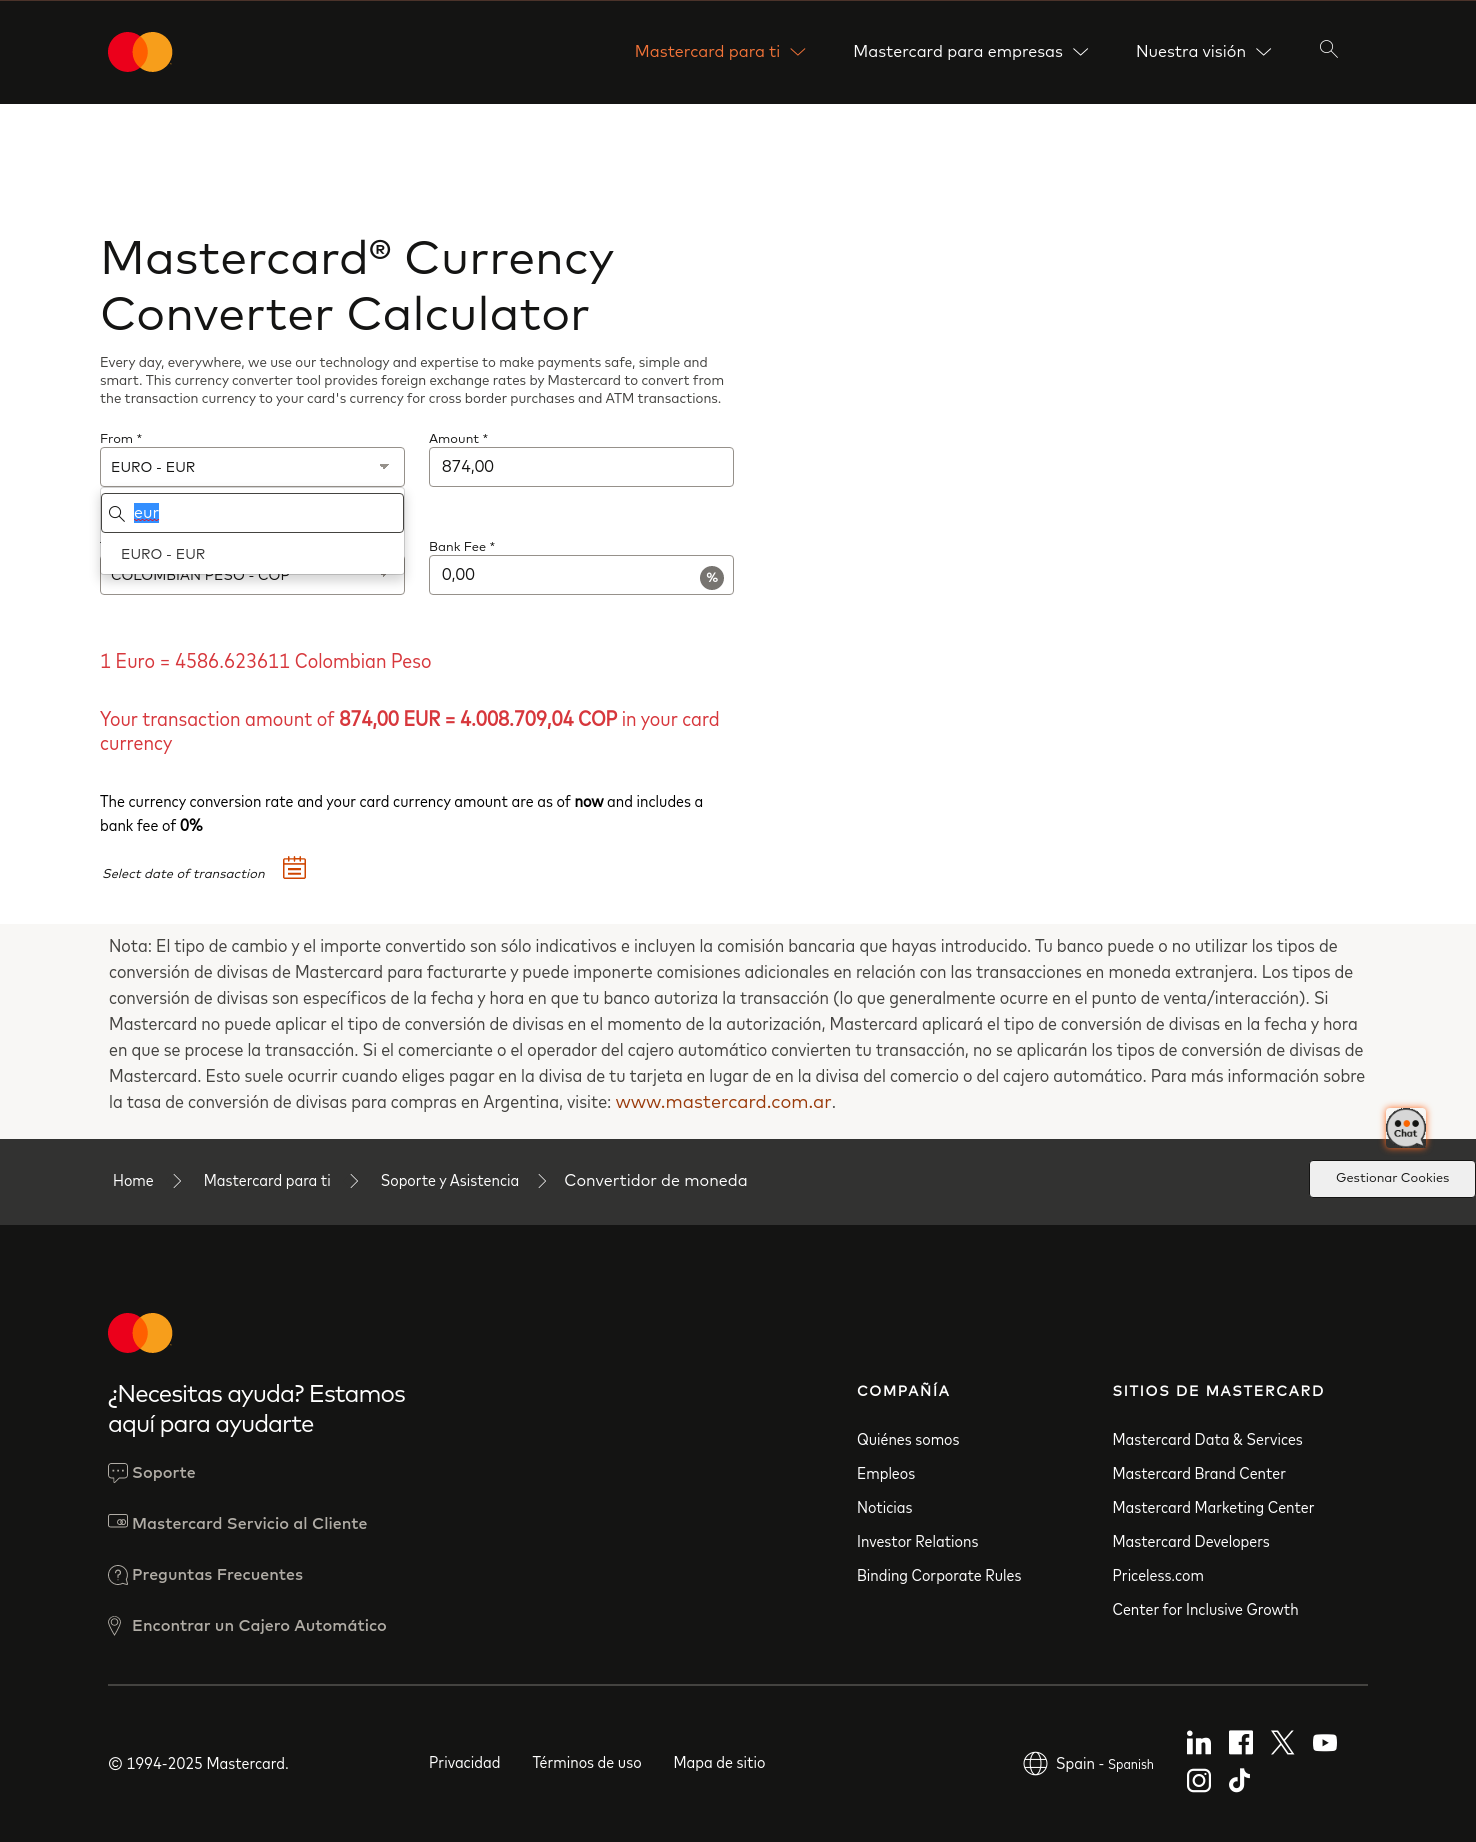 Mastercard para ti
Mastercard para empresas
Nuestra visión
Mastercard® Currency
Converter Calculator
Every day, everywhere, we use our technology and expertise to make payments safe, simple and
smart. This currency converter tool provides foreign exchange rates by Mastercard to convert from
the transaction currency to your card's currency for cross border purchases and ATM transactions.
From *
Amount *
EURO - EUR
874,00
eur
EURO - EUR
Bank Fee *
COLOMBIAN PESO - COP
0,00
%
1 Euro = 4586.623611 Colombian Peso
Your transaction amount of 874,00 EUR = 4.008.709,04 COP in your card
currency
The currency conversion rate and your card currency amount are as of now and includes a
bank fee of 0%
Select date of transaction
Nota: El tipo de cambio y el importe convertido son sólo indicativos e incluyen la comisión bancaria que hayas introducido. Tu banco puede o no utilizar los tipos de
conversión de divisas de Mastercard para facturarte y puede imponerte comisiones adicionales en relación con las transacciones en moneda extranjera. Los tipos de
conversión de divisas son específicos de la fecha y hora en que tu banco autoriza la transacción (lo que generalmente ocurre en el punto de venta/interacción). Si
Mastercard no puede aplicar el tipo de conversión de divisas en el momento de la autorización, Mastercard aplicará el tipo de conversión de divisas en la fecha y hora
en que se procese la transacción. Si el comerciante o el operador del cajero automático convierten tu transacción, no se aplicarán los tipos de conversión de divisas de
Mastercard. Esto suele ocurrir cuando eliges pagar en la divisa de tu tarjeta en lugar de en la divisa del comercio o del cajero automático. Para más información sobre
la tasa de conversión de divisas para compras en Argentina, visite: www.mastercard.com.ar.
Chat
Home
Mastercard para ti
Soporte y Asistencia
Convertidor de moneda
Gestionar Cookies
¿Necesitas ayuda? Estamos
aquí para ayudarte
Soporte
Mastercard Servicio al Cliente
Preguntas Frecuentes
Encontrar un Cajero Automático
COMPAÑÍA
Quiénes somos
Empleos
Noticias
Investor Relations
Binding Corporate Rules
SITIOS DE MASTERCARD
Mastercard Data & Services
Mastercard Brand Center
Mastercard Marketing Center
Mastercard Developers
Priceless.com
Center for Inclusive Growth
© 1994-2025 Mastercard.
Privacidad
Términos de uso
Mapa de sitio
Spain - Spanish